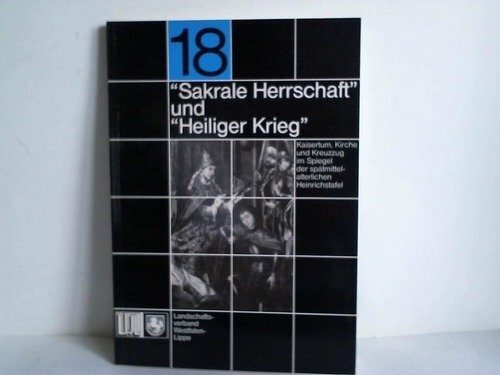 18
"Sakrale Herrschaft"
und
"Heiliger Krieg"
Kaisertum, Kirche
und Kreuzzug
im Spiegel
der spätmittel-
alterlichen
Heinrichstafel
Landschafts-
verband
Westfalen-
Lippe